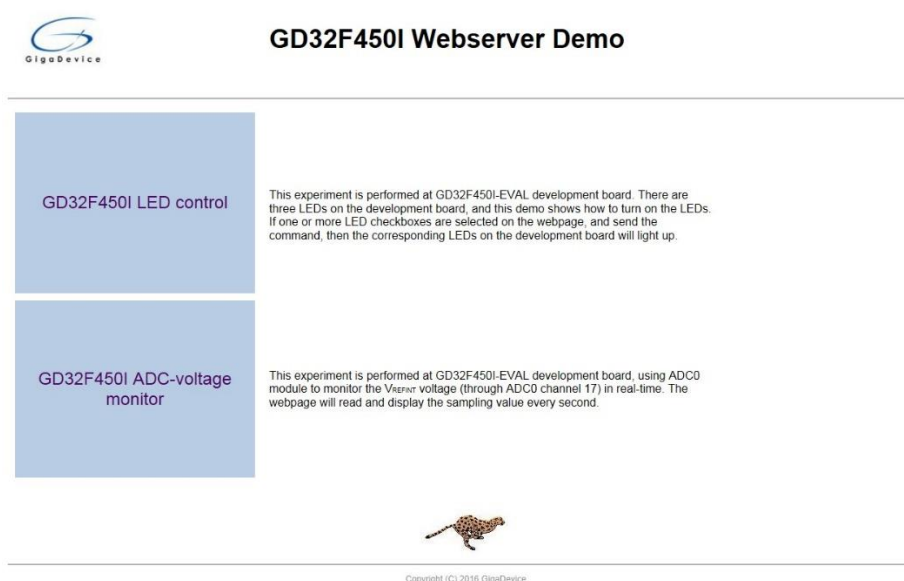 GigaDevice
GD32F450I Webserver Demo
GD32F450I LED control
This experiment is performed at GD32F450I-EVAL development board. There are
three LEDs on the development board, and this demo shows how to turn on the LEDs.
If one or more LED checkboxes are selected on the webpage, and send the
command, then the corresponding LEDs on the development board will light up.
GD32F450I ADC-voltage
monitor
This experiment is performed at GD32F450I-EVAL development board, using ADC0
module to monitor the VREFINT voltage (through ADC0 channel 17) in real-time. The
webpage will read and display the sampling value every second.
Copyright (C) 2016 GigaDevice